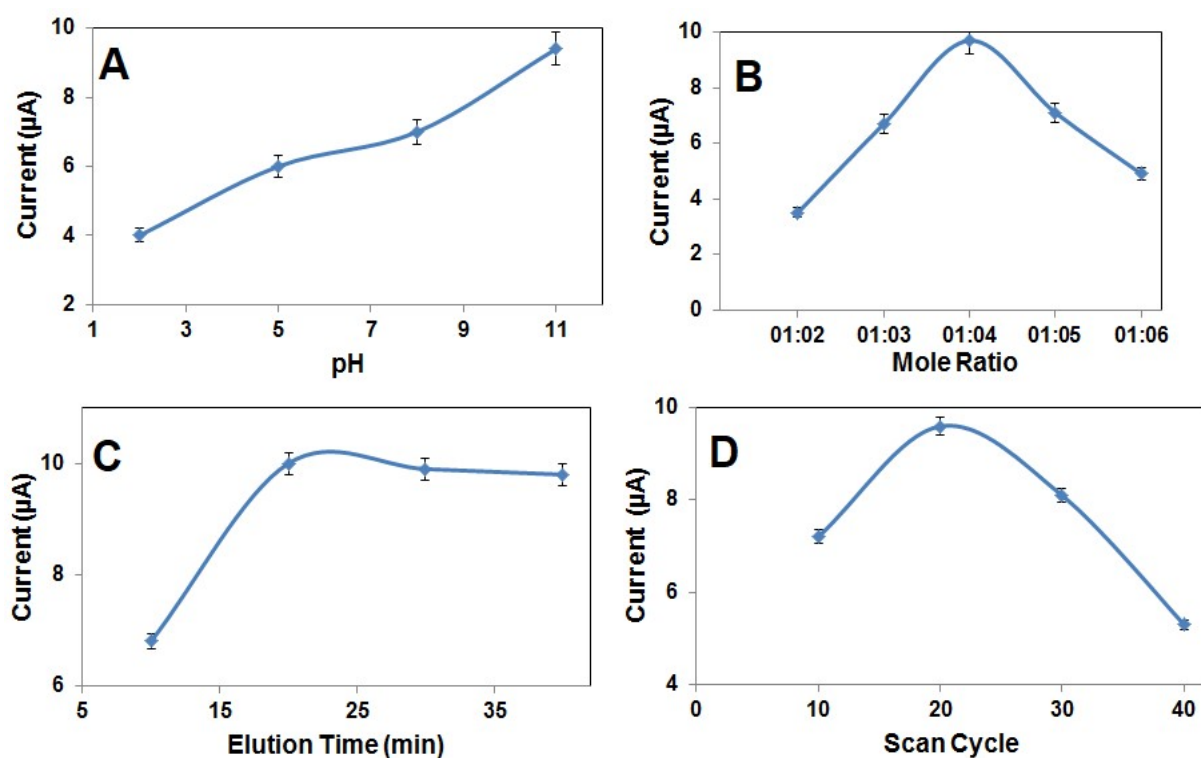 A
Current (µA)
10
8
6
4
2
1 3 5 7 9 11
pH
B
Current (µA)
10
8
6
4
2
0
01:02 01:03 01:04 01:05 01:06
Mole Ratio
C
Current (µA)
10
8
6
5 15 25 35
Elution Time (min)
D
Current (µA)
10
8
6
4
0 10 20 30 40
Scan Cycle